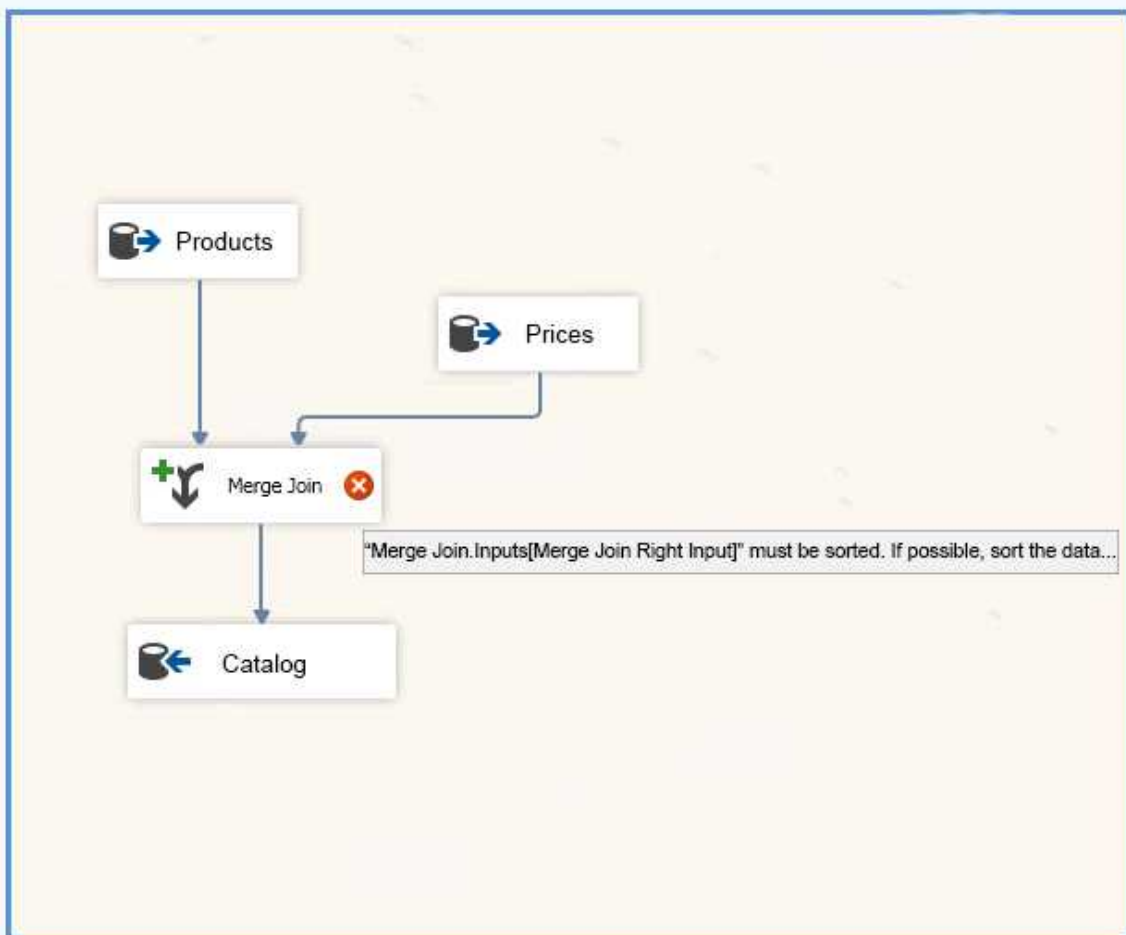 Products
Prices
Merge Join
“Merge Join.Inputs[Merge Join Right Input]” must be sorted. If possible, sort the data...
Catalog